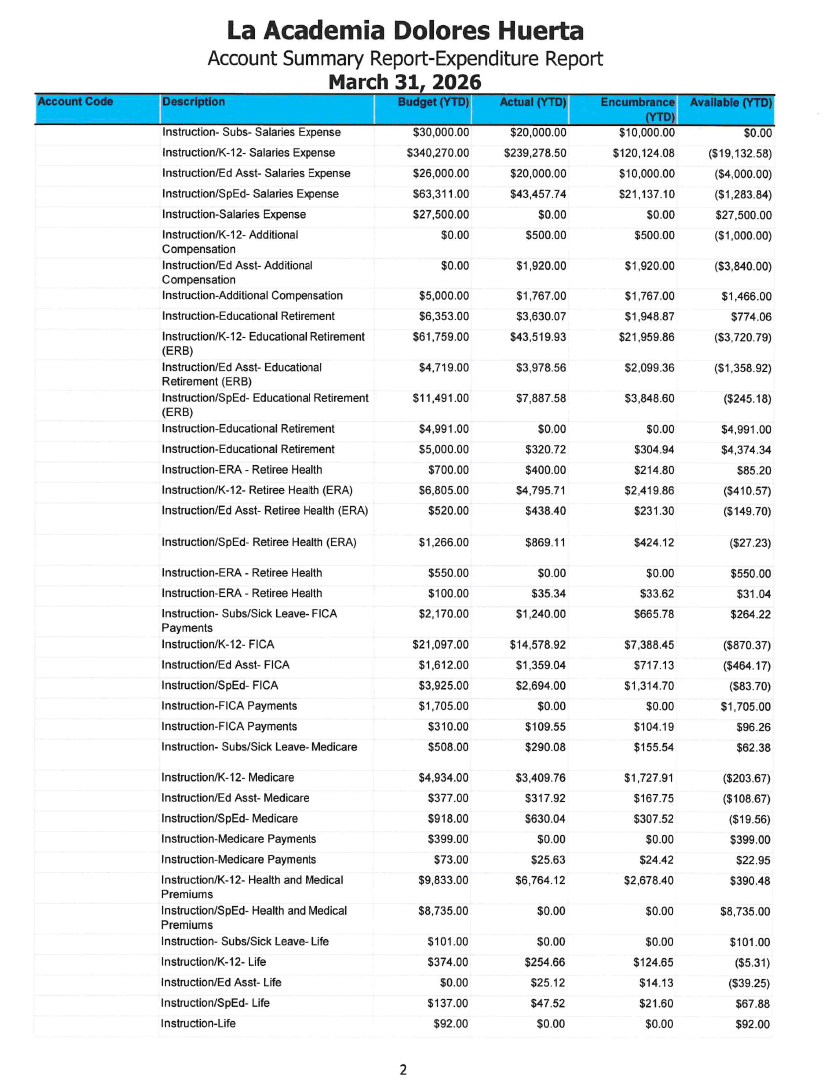 La Academia Dolores Huerta
Account Summary Report-Expenditure Report
March 31, 2026
Account Code Description Budget (YTD) Actual (YTD) Encumbrance (YTD) Available (YTD)
Instruction- Subs- Salaries Expense $30,000.00 $20,000.00 $10,000.00 $0.00
Instruction/K-12- Salaries Expense $340,270.00 $239,278.50 $120,124.08 ($19,132.58)
Instruction/Ed Asst- Salaries Expense $26,000.00 $20,000.00 $10,000.00 ($4,000.00)
Instruction/SpEd- Salaries Expense $63,311.00 $43,457.74 $21,137.10 ($1,283.84)
Instruction-Salaries Expense $27,500.00 $0.00 $0.00 $27,500.00
Instruction/K-12- Additional Compensation $0.00 $500.00 $500.00 ($1,000.00)
Instruction/Ed Asst- Additional Compensation $0.00 $1,920.00 $1,920.00 ($3,840.00)
Instruction-Additional Compensation $5,000.00 $1,767.00 $1,767.00 $1,466.00
Instruction-Educational Retirement $6,353.00 $3,630.07 $1,948.87 $774.06
Instruction/K-12- Educational Retirement (ERB) $61,759.00 $43,519.93 $21,959.86 ($3,720.79)
Instruction/Ed Asst- Educational Retirement (ERB) $4,719.00 $3,978.56 $2,099.36 ($1,358.92)
Instruction/SpEd- Educational Retirement (ERB) $11,491.00 $7,887.58 $3,848.60 ($245.18)
Instruction-Educational Retirement $4,991.00 $0.00 $0.00 $4,991.00
Instruction-Educational Retirement $5,000.00 $320.72 $304.94 $4,374.34
Instruction-ERA - Retiree Health $700.00 $400.00 $214.80 $85.20
Instruction/K-12- Retiree Health (ERA) $6,805.00 $4,795.71 $2,419.86 ($410.57)
Instruction/Ed Asst- Retiree Health (ERA) $520.00 $438.40 $231.30 ($149.70)
Instruction/SpEd- Retiree Health (ERA) $1,266.00 $869.11 $424.12 ($27.23)
Instruction-ERA - Retiree Health $550.00 $0.00 $0.00 $550.00
Instruction-ERA - Retiree Health $100.00 $35.34 $33.62 $31.04
Instruction- Subs/Sick Leave- FICA Payments $2,170.00 $1,240.00 $665.78 $264.22
Instruction/K-12- FICA $21,097.00 $14,578.92 $7,388.45 ($870.37)
Instruction/Ed Asst- FICA $1,612.00 $1,359.04 $717.13 ($464.17)
Instruction/SpEd- FICA $3,925.00 $2,694.00 $1,314.70 ($83.70)
Instruction-FICA Payments $1,705.00 $0.00 $0.00 $1,705.00
Instruction-FICA Payments $310.00 $109.55 $104.19 $96.26
Instruction- Subs/Sick Leave- Medicare $508.00 $290.08 $155.54 $62.38
Instruction/K-12- Medicare $4,934.00 $3,409.76 $1,727.91 ($203.67)
Instruction/Ed Asst- Medicare $377.00 $317.92 $167.75 ($108.67)
Instruction/SpEd- Medicare $918.00 $630.04 $307.52 ($19.56)
Instruction-Medicare Payments $399.00 $0.00 $0.00 $399.00
Instruction-Medicare Payments $73.00 $25.63 $24.42 $22.95
Instruction/K-12- Health and Medical Premiums $9,833.00 $6,764.12 $2,678.40 $390.48
Instruction/SpEd- Health and Medical Premiums $8,735.00 $0.00 $0.00 $8,735.00
Instruction- Subs/Sick Leave- Life $101.00 $0.00 $0.00 $101.00
Instruction/K-12- Life $374.00 $254.66 $124.65 ($5.31)
Instruction/Ed Asst- Life $0.00 $25.12 $14.13 ($39.25)
Instruction/SpEd- Life $137.00 $47.52 $21.60 $67.88
Instruction-Life $92.00 $0.00 $0.00 $92.00
2